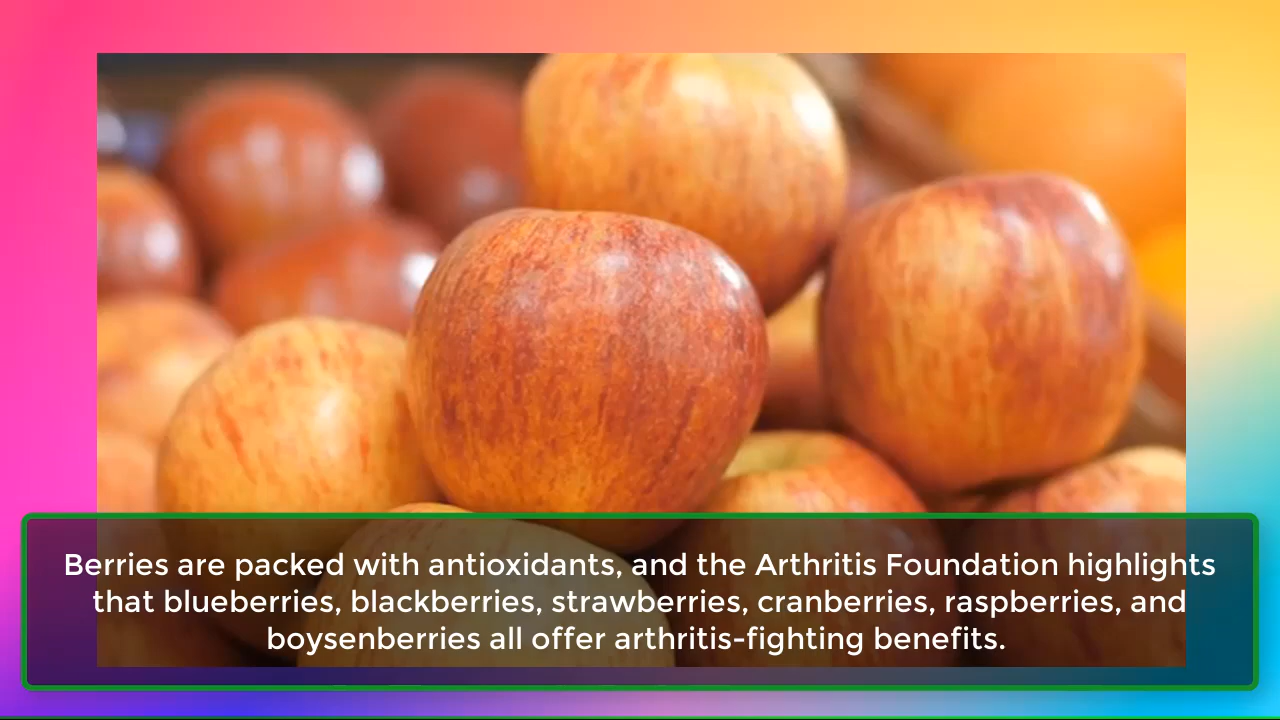 Berries are packed with antioxidants, and the Arthritis Foundation highlights
that blueberries, blackberries, strawberries, cranberries, raspberries, and
boysenberries all offer arthritis-fighting benefits.